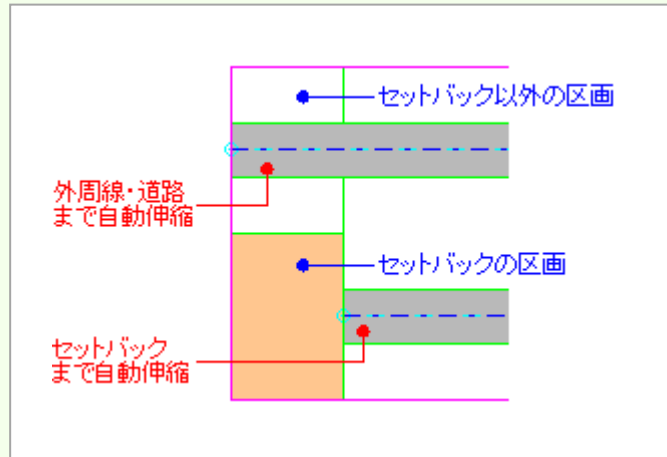 セットバック以外の区画
外周線・道路
まで自動伸縮
セットバックの区画
セットバック
まで自動伸縮